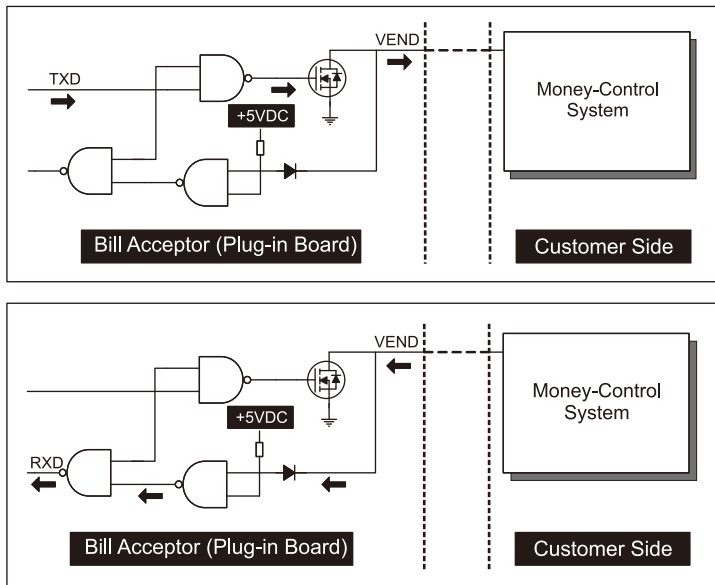 VEND
TXD
Money-Control
System
+5VDC
Bill Acceptor (Plug-in Board)
Customer Side
VEND
Money-Control
System
+5VDC
RXD
Bill Acceptor (Plug-in Board)
Customer Side